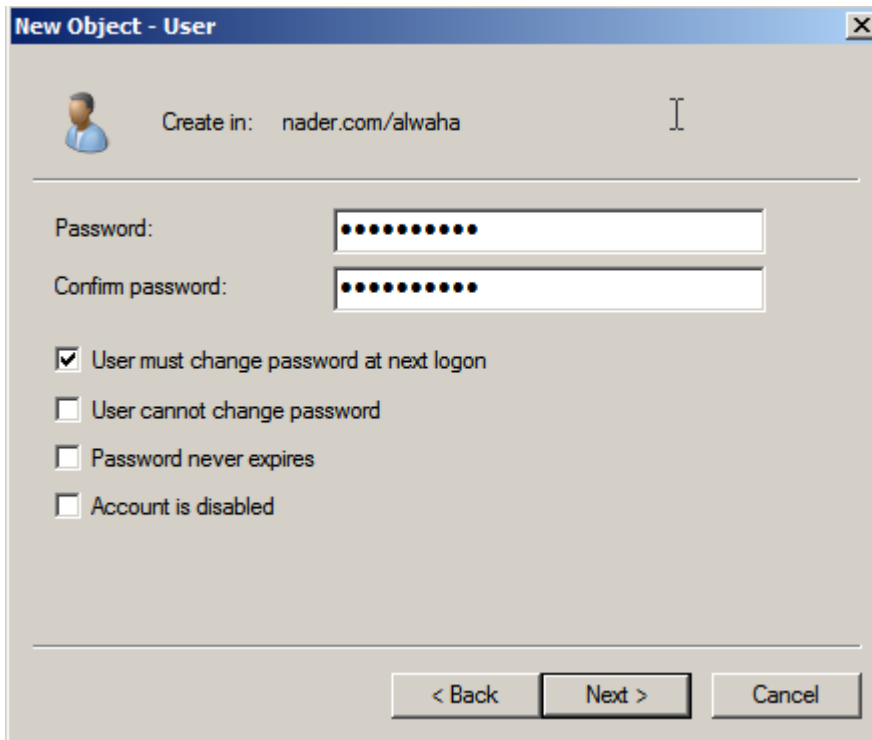 New Object - User
Create in: nader.com/alwaha
Password: ●●●●●●●●●●
Confirm password: ●●●●●●●●●●
User must change password at next logon
User cannot change password
Password never expires
Account is disabled
< Back Next > Cancel